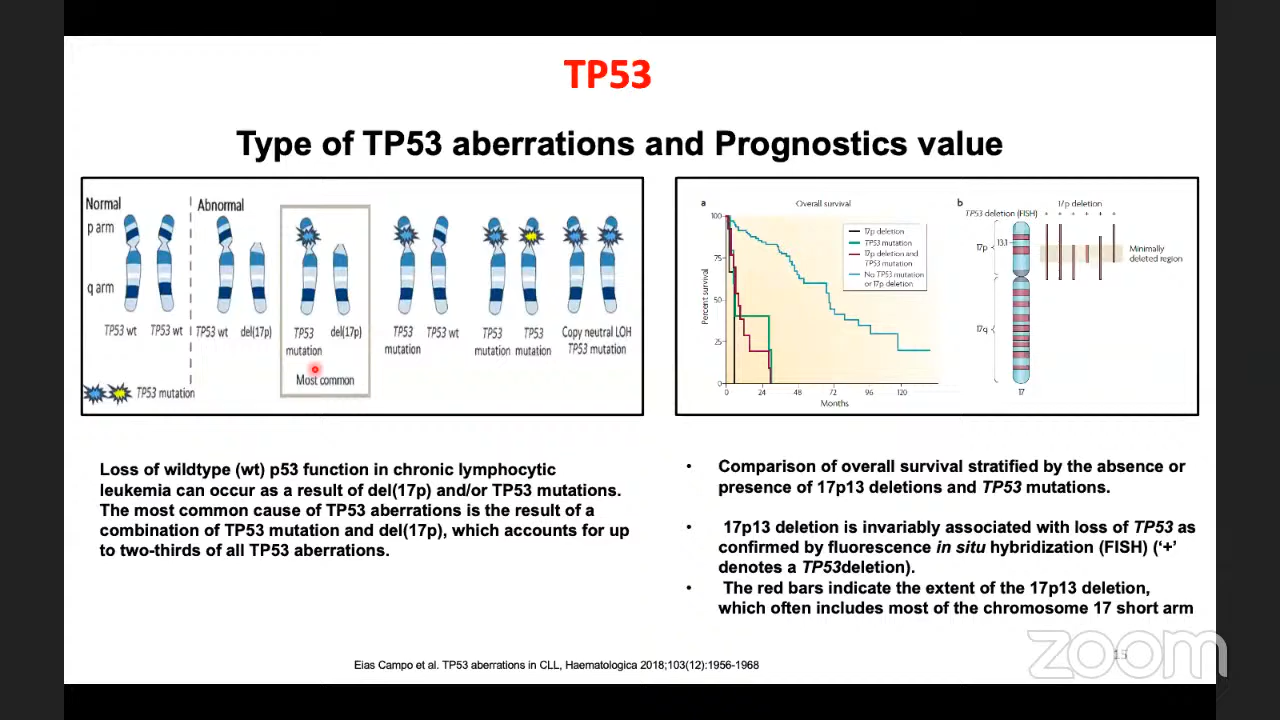 TP53
Type of TP53 aberrations and Prognostics value
Normal
Abnormal
p arm
q arm
TP53 wt
TP53 wt
TP53 wt
del(17p)
TP53
mutation
del(17p)
Most common
TP53
mutation
TP53 wt
TP53
mutation
TP53
mutation
Copy neutral LOH
TP53 mutation
TP53 mutation
a
Overall survival
Percent survival
100
75
50
25
0
0
24
48
72
96
120
Months
17p deletion
TP53 mutation
17p deletion and
TP53 mutation
No TP53 mutation
or 17p deletion
b
17p deletion
TP53 deletion (FISH)
+ + + + + +
17p
13.1
17q
17
Minimally
deleted region
Loss of wildtype (wt) p53 function in chronic lymphocytic
leukemia can occur as a result of del(17p) and/or TP53 mutations.
The most common cause of TP53 aberrations is the result of a
combination of TP53 mutation and del(17p), which accounts for up
to two-thirds of all TP53 aberrations.
• Comparison of overall survival stratified by the absence or
presence of 17p13 deletions and TP53 mutations.
• 17p13 deletion is invariably associated with loss of TP53 as
confirmed by fluorescence in situ hybridization (FISH) (‘+’
denotes a TP53deletion).
• The red bars indicate the extent of the 17p13 deletion,
which often includes most of the chromosome 17 short arm
Eias Campo et al. TP53 aberrations in CLL, Haematologica 2018;103(12):1956-1968
15
zoom